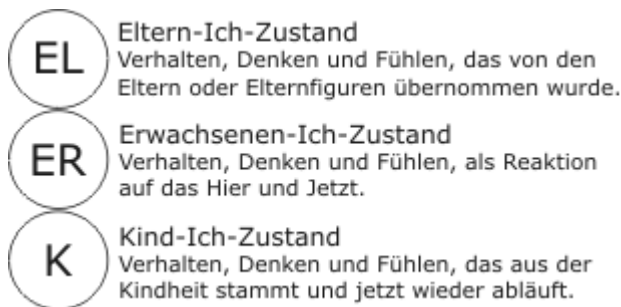 EL
Eltern-Ich-Zustand
Verhalten, Denken und Fühlen, das von den
Eltern oder Elternfiguren übernommen wurde.
ER
Erwachsenen-Ich-Zustand
Verhalten, Denken und Fühlen, als Reaktion
auf das Hier und Jetzt.
K
Kind-Ich-Zustand
Verhalten, Denken und Fühlen, das aus der
Kindheit stammt und jetzt wieder abläuft.